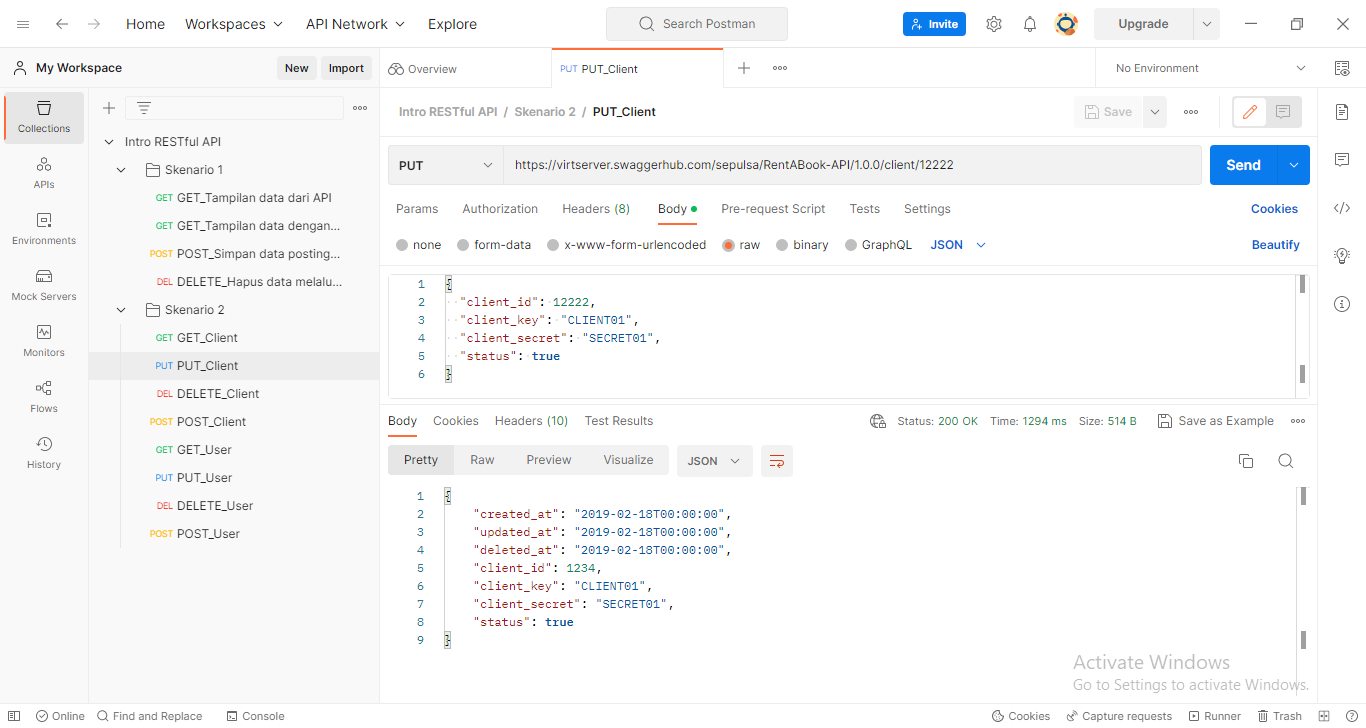 Home Workspaces API Network Explore Search Postman Invite Upgrade
My Workspace New Import Overview PUT PUT_Client No Environment
Collections
APIs
Environments
Mock Servers
Monitors
Flows
History
Intro RESTful API
Skenario 1
GET GET_Tampilan data dari API
GET GET_Tampilan data dengan...
POST POST_Simpan data posting...
DEL DELETE_Hapus data melalu...
Skenario 2
GET GET_Client
PUT PUT_Client
DEL DELETE_Client
POST POST_Client
GET GET_User
PUT PUT_User
DEL DELETE_User
POST POST_User
Intro RESTful API / Skenario 2 / PUT_Client Save
PUT https://virtserver.swaggerhub.com/sepulsa/RentABook-API/1.0.0/client/12222 Send
Params Authorization Headers (8) Body Pre-request Script Tests Settings Cookies
none form-data x-www-form-urlencoded raw binary GraphQL JSON Beautify
1 {
2 "client_id": 12222,
3 "client_key": "CLIENT01",
4 "client_secret": "SECRET01",
5 "status": true
6 }
Body Cookies Headers (10) Test Results Status: 200 OK Time: 1294 ms Size: 514 B Save as Example
Pretty Raw Preview Visualize JSON
1 {
2 "created_at": "2019-02-18T00:00:00",
3 "updated_at": "2019-02-18T00:00:00",
4 "deleted_at": "2019-02-18T00:00:00",
5 "client_id": 1234,
6 "client_key": "CLIENT01",
7 "client_secret": "SECRET01",
8 "status": true
9 }
Activate Windows
Go to Settings to activate Windows.
Online Find and Replace Console Cookies Capture requests Runner Trash